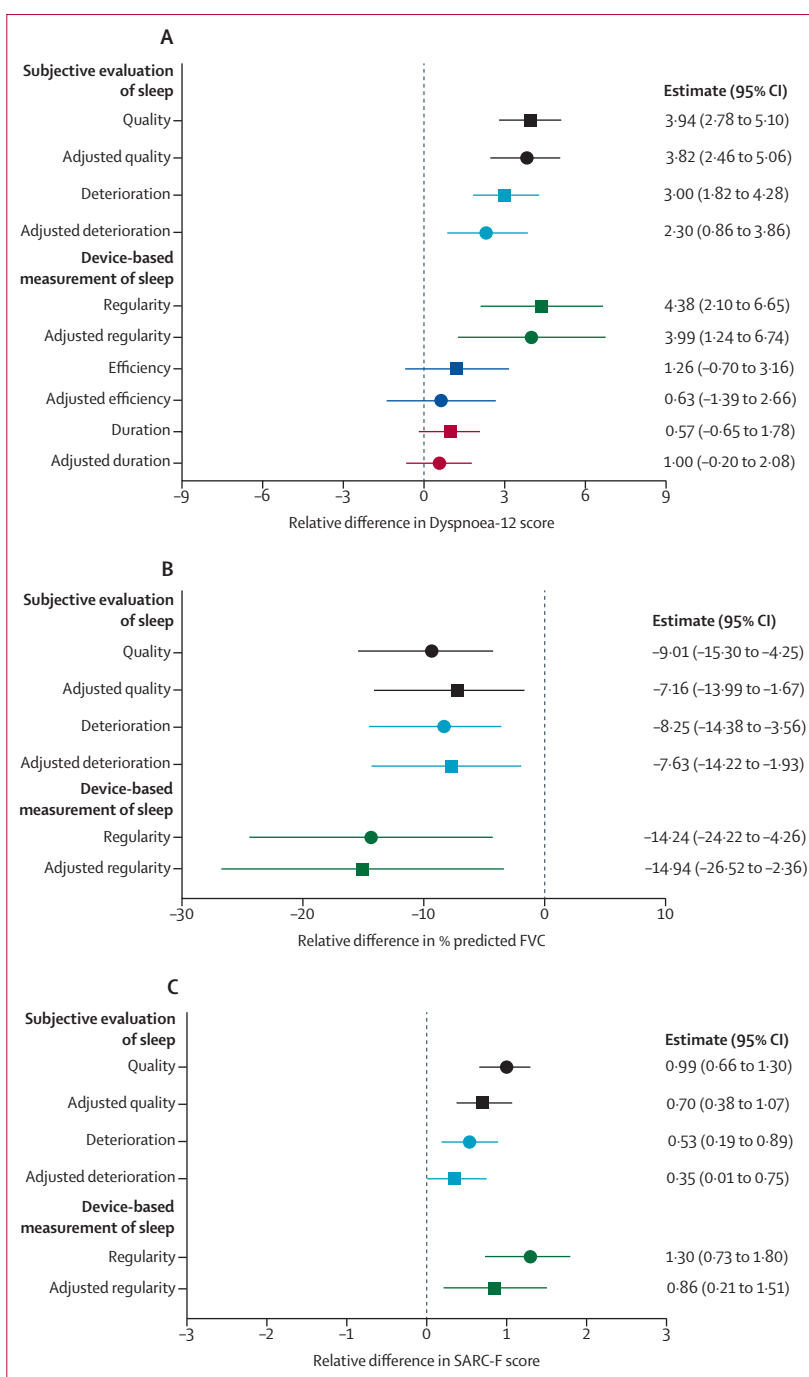 A
Subjective evaluation
of sleep
Estimate (95% CI)
Quality 3·94 (2·78 to 5·10)
Adjusted quality 3·82 (2·46 to 5·06)
Deterioration 3·00 (1·82 to 4·28)
Adjusted deterioration 2·30 (0·86 to 3·86)
Device-based
measurement of sleep
Regularity 4·38 (2·10 to 6·65)
Adjusted regularity 3·99 (1·24 to 6·74)
Efficiency 1·26 (–0·70 to 3·16)
Adjusted efficiency 0·63 (–1·39 to 2·66)
Duration 0·57 (–0·65 to 1·78)
Adjusted duration 1·00 (–0·20 to 2·08)
–9 –6 –3 0 3 6 9
Relative difference in Dyspnoea-12 score
B
Subjective evaluation
of sleep
Estimate (95% CI)
Quality –9·01 (–15·30 to –4·25)
Adjusted quality –7·16 (–13·99 to –1·67)
Deterioration –8·25 (–14·38 to –3·56)
Adjusted deterioration –7·63 (–14·22 to –1·93)
Device-based
measurement of sleep
Regularity –14·24 (–24·22 to –4·26)
Adjusted regularity –14·94 (–26·52 to –2·36)
–30 –20 –10 0 10
Relative difference in % predicted FVC
C
Subjective evaluation
of sleep
Estimate (95% CI)
Quality 0·99 (0·66 to 1·30)
Adjusted quality 0·70 (0·38 to 1·07)
Deterioration 0·53 (0·19 to 0·89)
Adjusted deterioration 0·35 (0·01 to 0·75)
Device-based
measurement of sleep
Regularity 1·30 (0·73 to 1·80)
Adjusted regularity 0·86 (0·21 to 1·51)
–3 –2 –1 0 1 2 3
Relative difference in SARC-F score